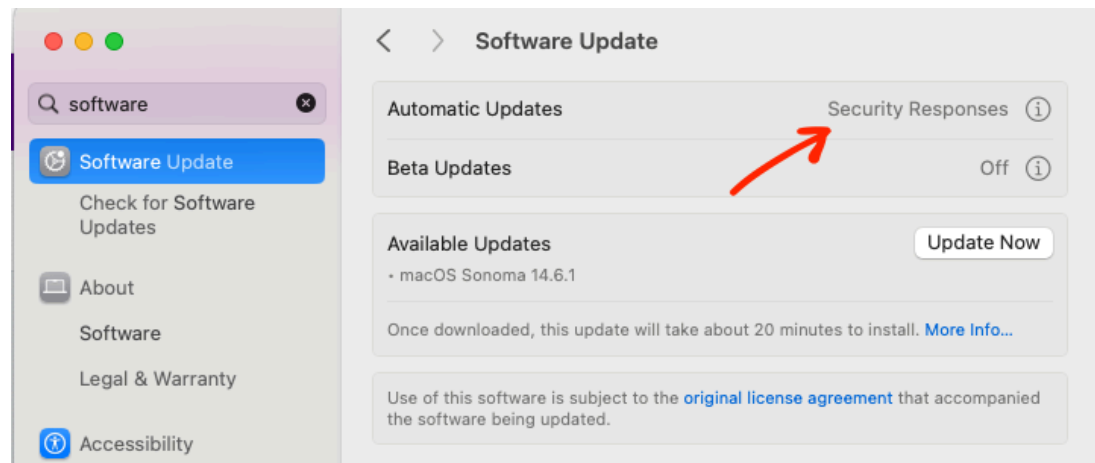 software
Software Update
Check for Software
Updates
About
Software
Legal & Warranty
Accessibility
Software Update
Automatic Updates Security Responses
Beta Updates Off
Available Updates Update Now
• macOS Sonoma 14.6.1
Once downloaded, this update will take about 20 minutes to install. More Info...
Use of this software is subject to the original license agreement that accompanied
the software being updated.